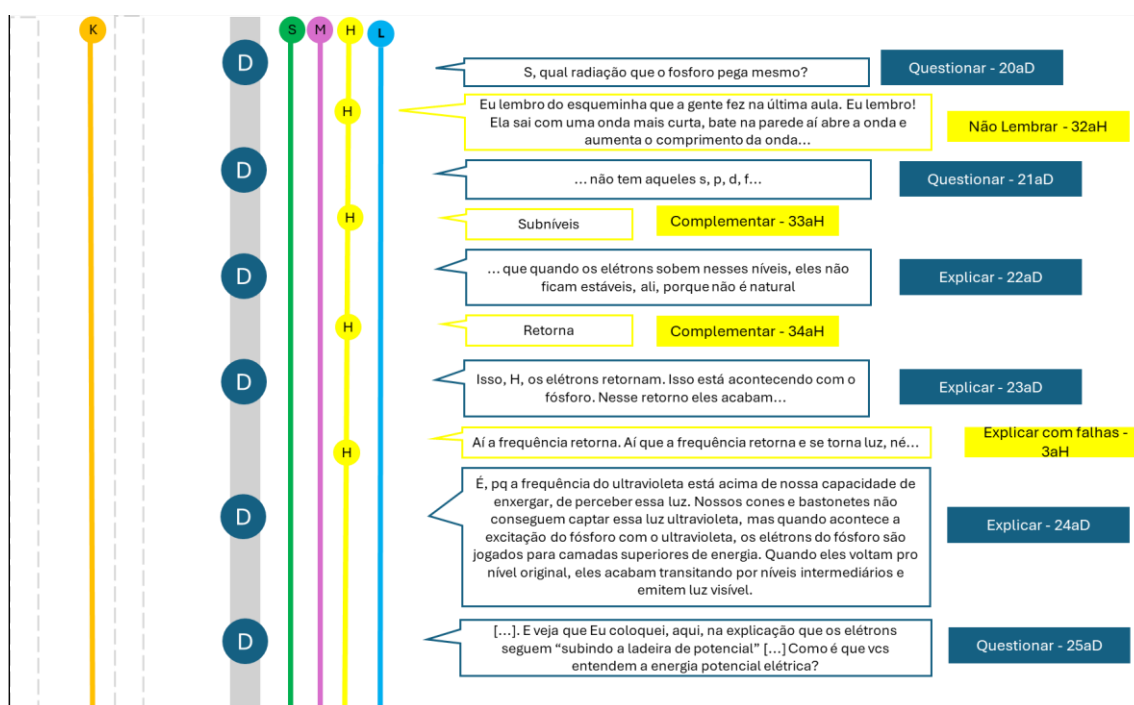 K
S
M
H
L
D
S, qual radiação que o fosforo pega mesmo?
Questionar - 20aD
H
Eu lembro do esqueminha que a gente fez na última aula. Eu lembro!
Ela sai com uma onda mais curta, bate na parede aí abre a onda e
aumenta o comprimento da onda...
Não Lembrar - 32aH
D
... não tem aqueles s, p, d, f...
Questionar - 21aD
H
Subníveis
Complementar - 33aH
D
... que quando os elétrons sobem nesses níveis, eles não
ficam estáveis, ali, porque não é natural
Explicar - 22aD
H
Retorna
Complementar - 34aH
D
Isso, H, os elétrons retornam. Isso está acontecendo com o
fósforo. Nesse retorno eles acabam...
Explicar - 23aD
H
Aí a frequência retorna. Aí que a frequência retorna e se torna luz, né...
Explicar com falhas -
3aH
D
É, pq a frequência do ultravioleta está acima de nossa capacidade de
enxergar, de perceber essa luz. Nossos cones e bastonetes não
conseguem captar essa luz ultravioleta, mas quando acontece a
excitação do fósforo com o ultravioleta, os elétrons do fósforo são
jogados para camadas superiores de energia. Quando eles voltam pro
nível original, eles acabam transitando por níveis intermediários e
emitem luz visível.
Explicar - 24aD
D
[...]. E veja que Eu coloquei, aqui, na explicação que os elétrons
seguem “subindo a ladeira de potencial” [...] Como é que vcs
entendem a energia potencial elétrica?
Questionar - 25aD